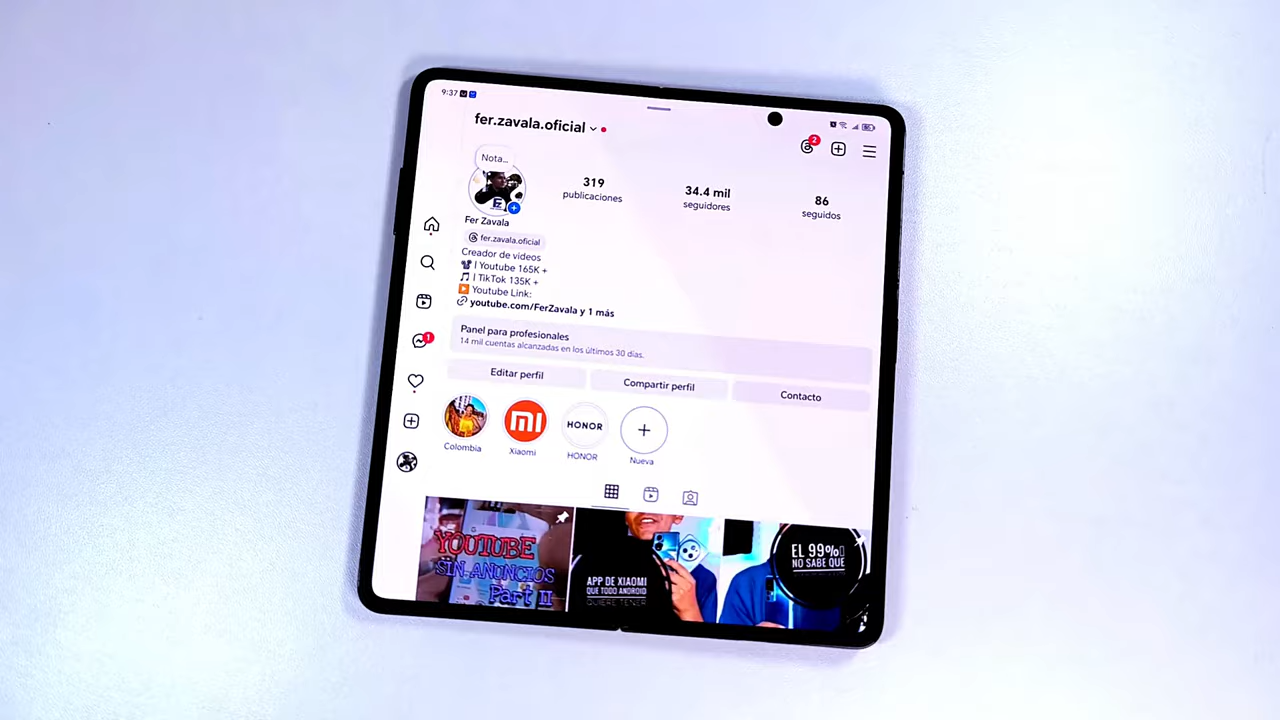 9:37
fer.zavala.oficial
2
Nota...
319
publicaciones
34.4 mil
seguidores
86
seguidos
Fer Zavala
fer.zavala.oficial
Creador de videos
| Youtube 165K +
| TikTok 135K +
Youtube Link:
youtube.com/FerZavala y 1 más
Panel para profesionales
14 mil cuentas alcanzadas en los últimos 30 días.
1
Editar perfil
Compartir perfil
Contacto
HONOR
Colombia
Xiaomi
HONOR
Nueva
YOUTUBE
SIN ANUNCIOS
Part II
APP DE XIAOMI
QUE TODO ANDROID
QUIERE TENER
EL 99%
NO SABE QUE